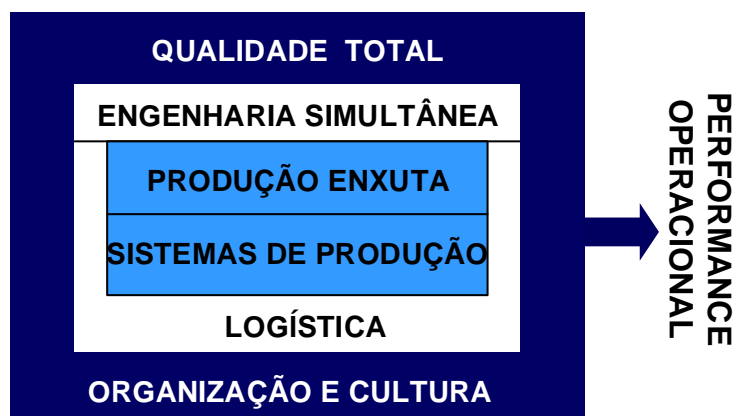 QUALIDADE TOTAL
ENGENHARIA SIMULTÂNEA
PRODUÇÃO ENXUTA
SISTEMAS DE PRODUÇÃO
LOGÍSTICA
ORGANIZAÇÃO E CULTURA
PERFORMANCE
OPERACIONAL